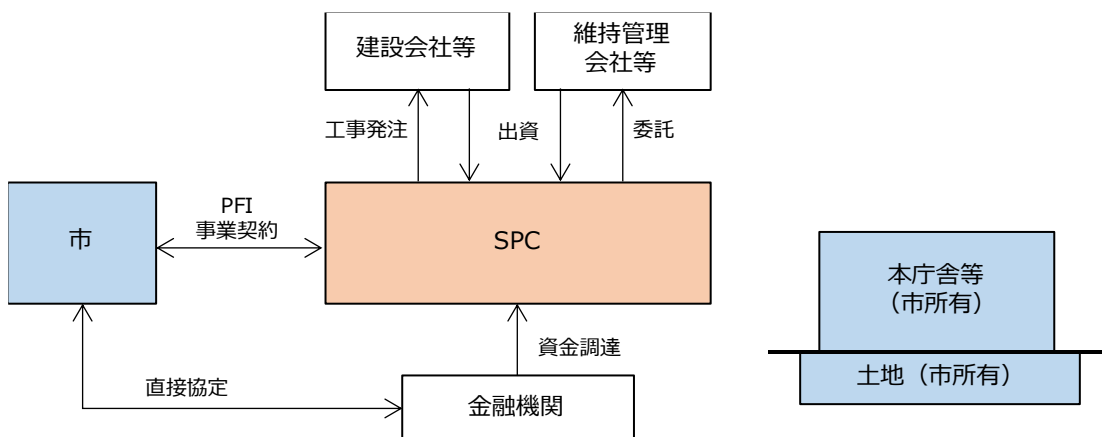 建設会社等
維持管理
会社等
工事発注
出資
委託
市
PFI
事業契約
SPC
本庁舎等
（市所有）
資金調達
土地（市所有）
直接協定
金融機関